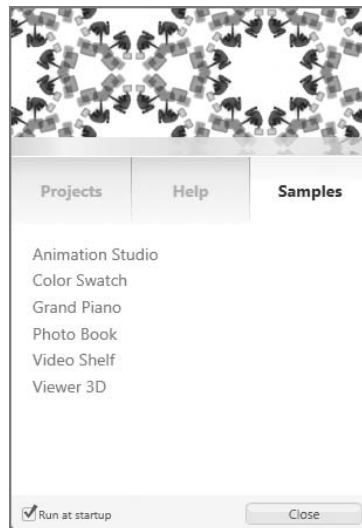 Projects Help Samples
Animation Studio
Color Swatch
Grand Piano
Photo Book
Video Shelf
Viewer 3D
Run at startup Close